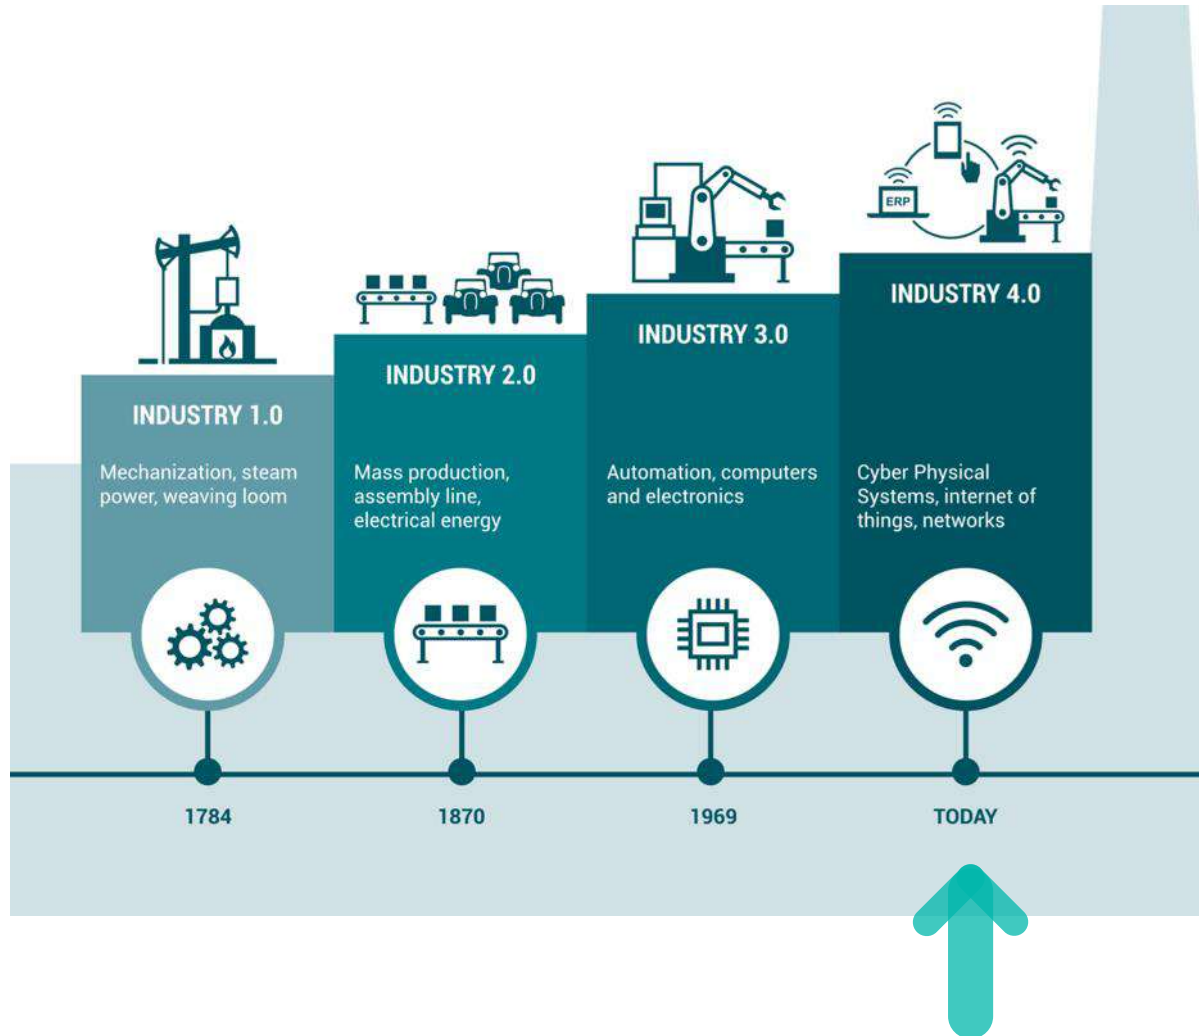 ERP
INDUSTRY 1.0
Mechanization, steam
power, weaving loom
INDUSTRY 2.0
Mass production,
assembly line,
electrical energy
INDUSTRY 3.0
Automation, computers
and electronics
INDUSTRY 4.0
Cyber Physical
Systems, internet of
things, networks
1784
1870
1969
TODAY